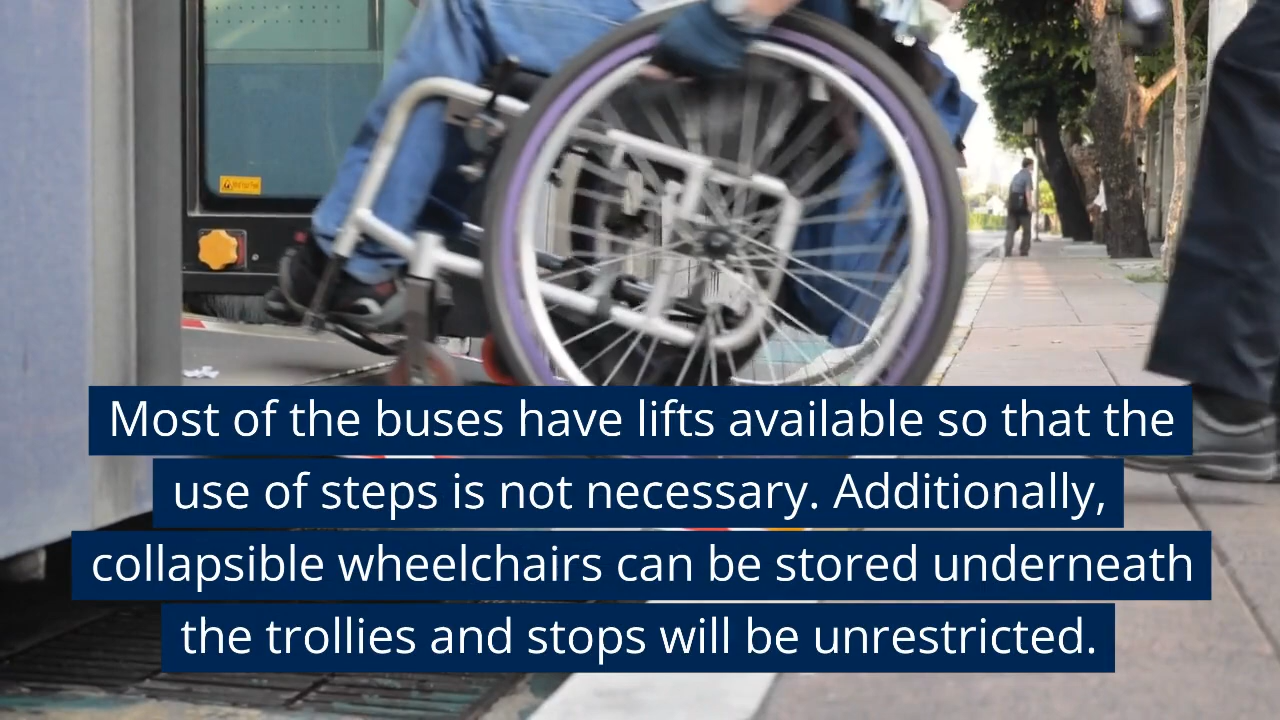 Most of the buses have lifts available so that the
use of steps is not necessary. Additionally,
collapsible wheelchairs can be stored underneath
the trollies and stops will be unrestricted.